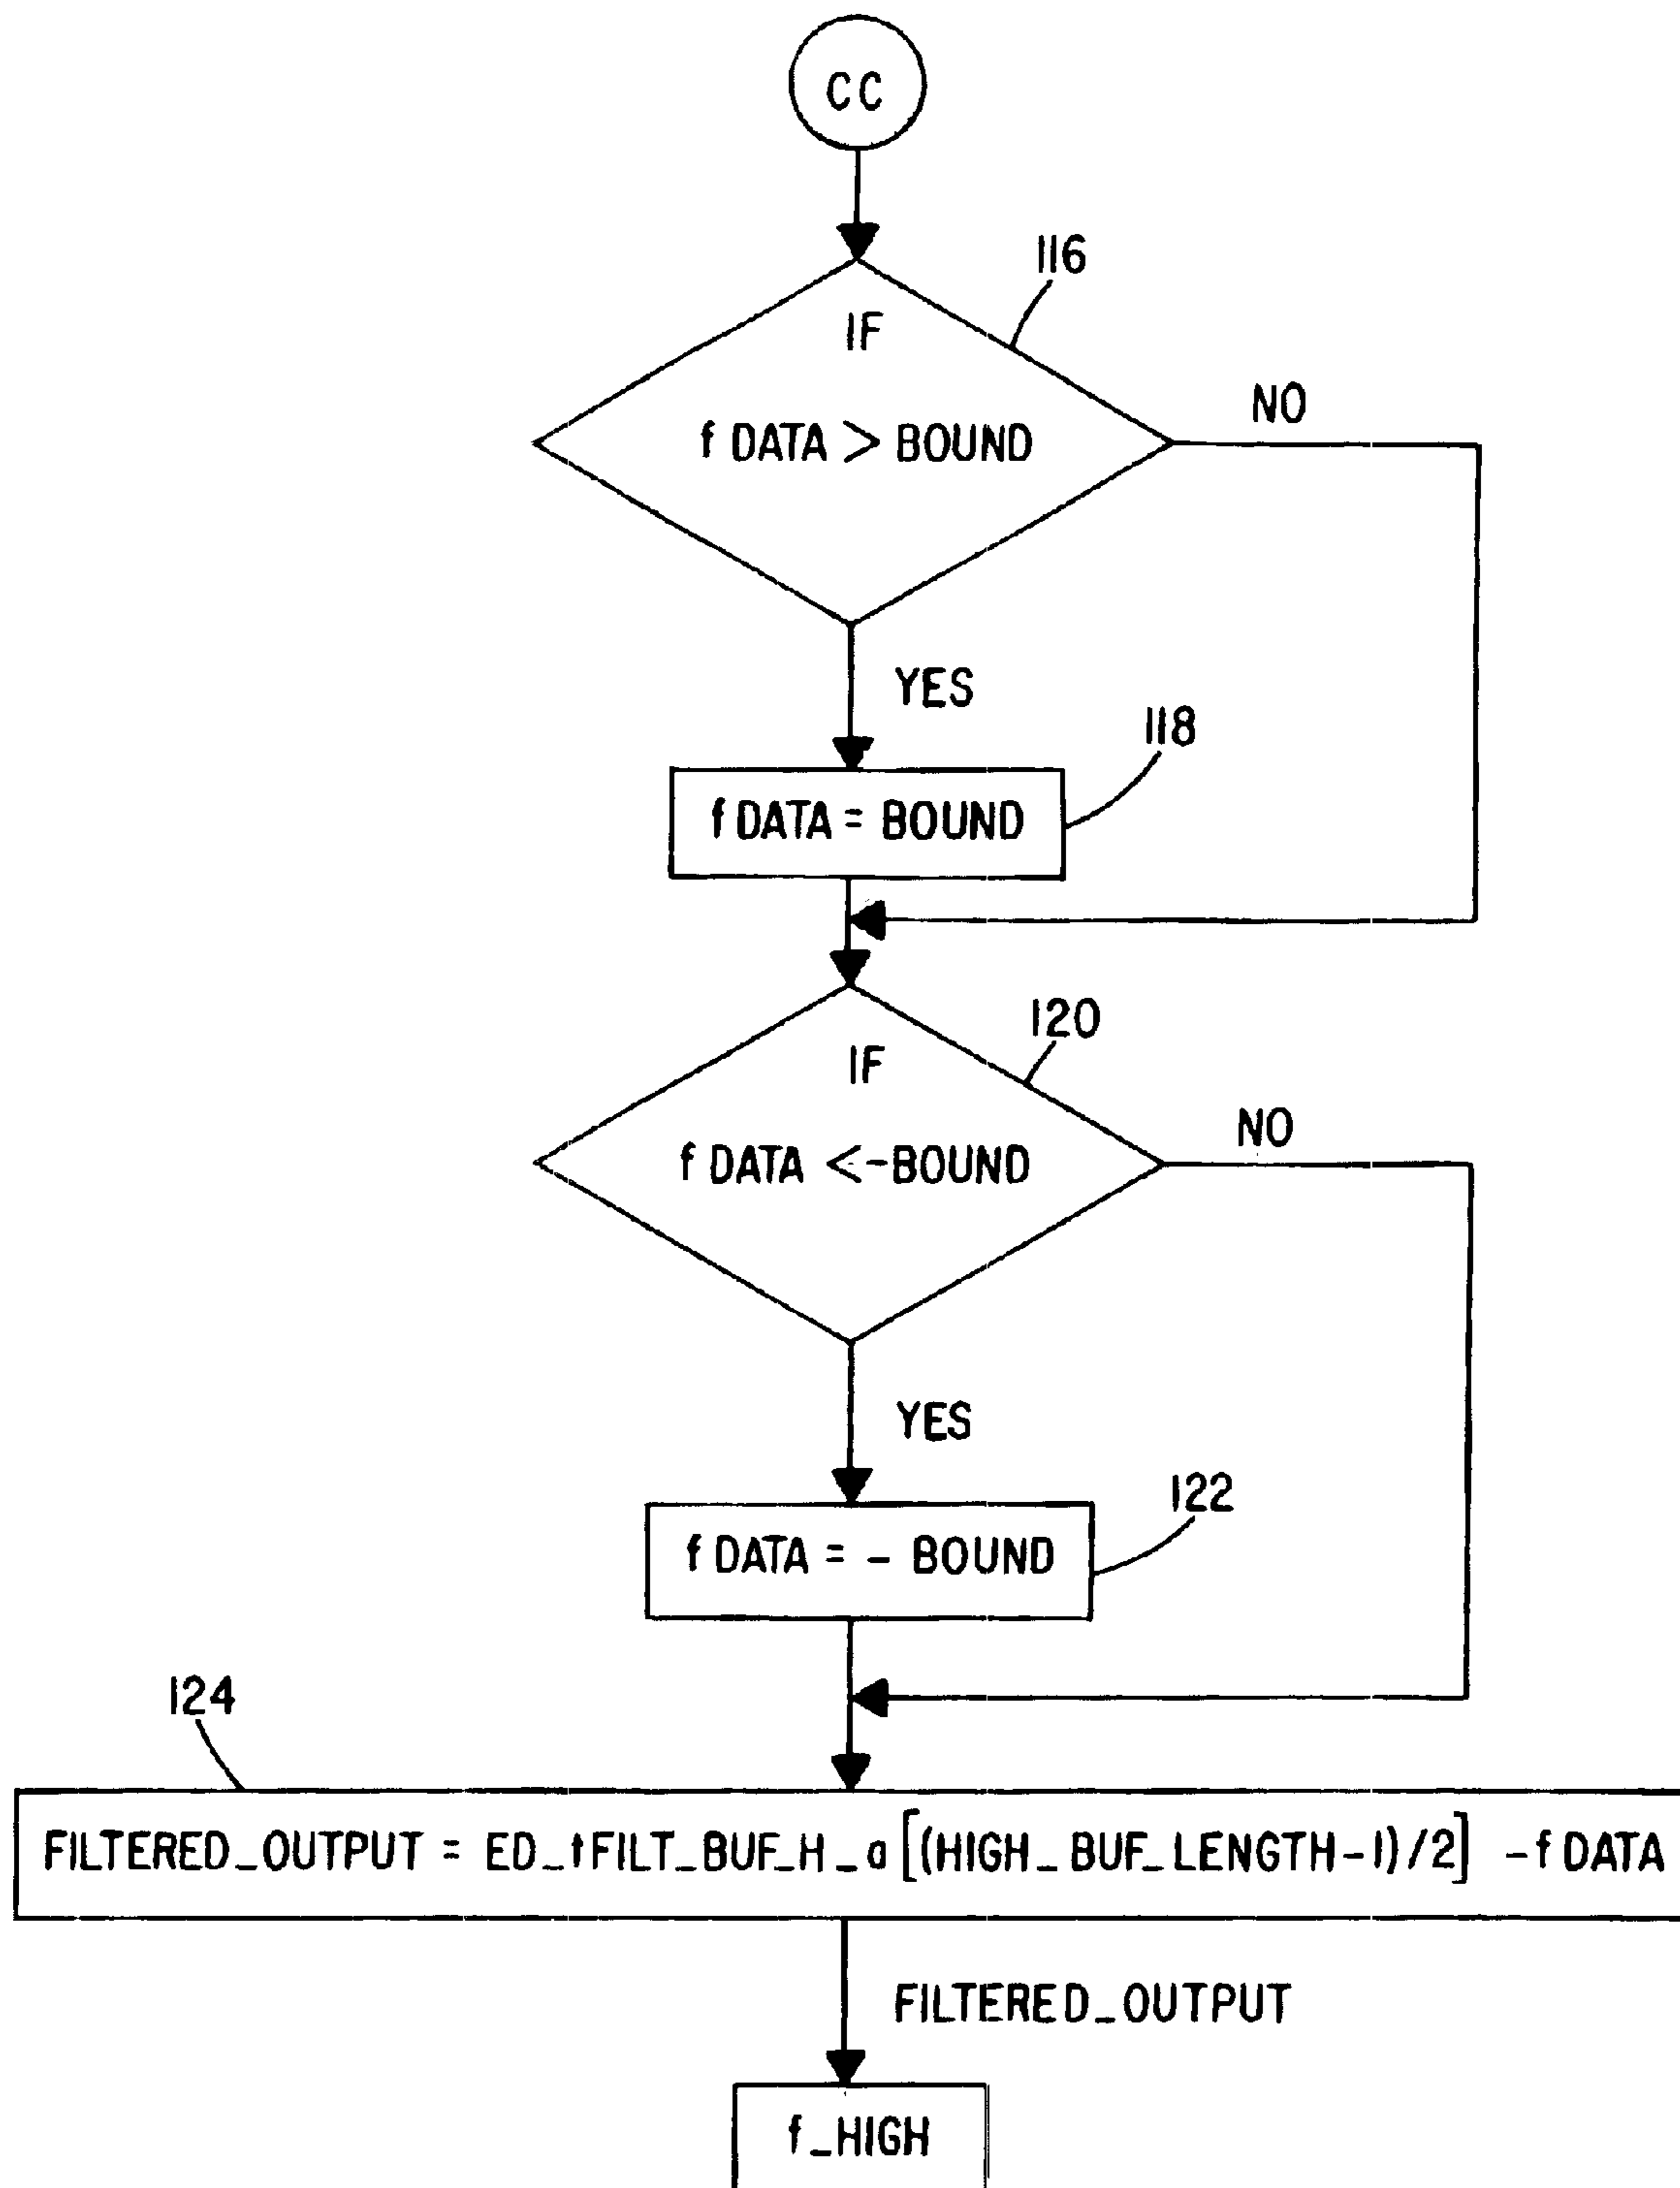 CC
116
IF
f DATA > BOUND
NO
YES
118
f DATA = BOUND
120
IF
f DATA <-BOUND
NO
YES
122
f DATA = - BOUND
124
FILTERED_OUTPUT = ED_tFILT_BUF_H_a[(HIGH_BUF_LENGTH-1)/2] -f DATA
FILTERED_OUTPUT
f_HIGH